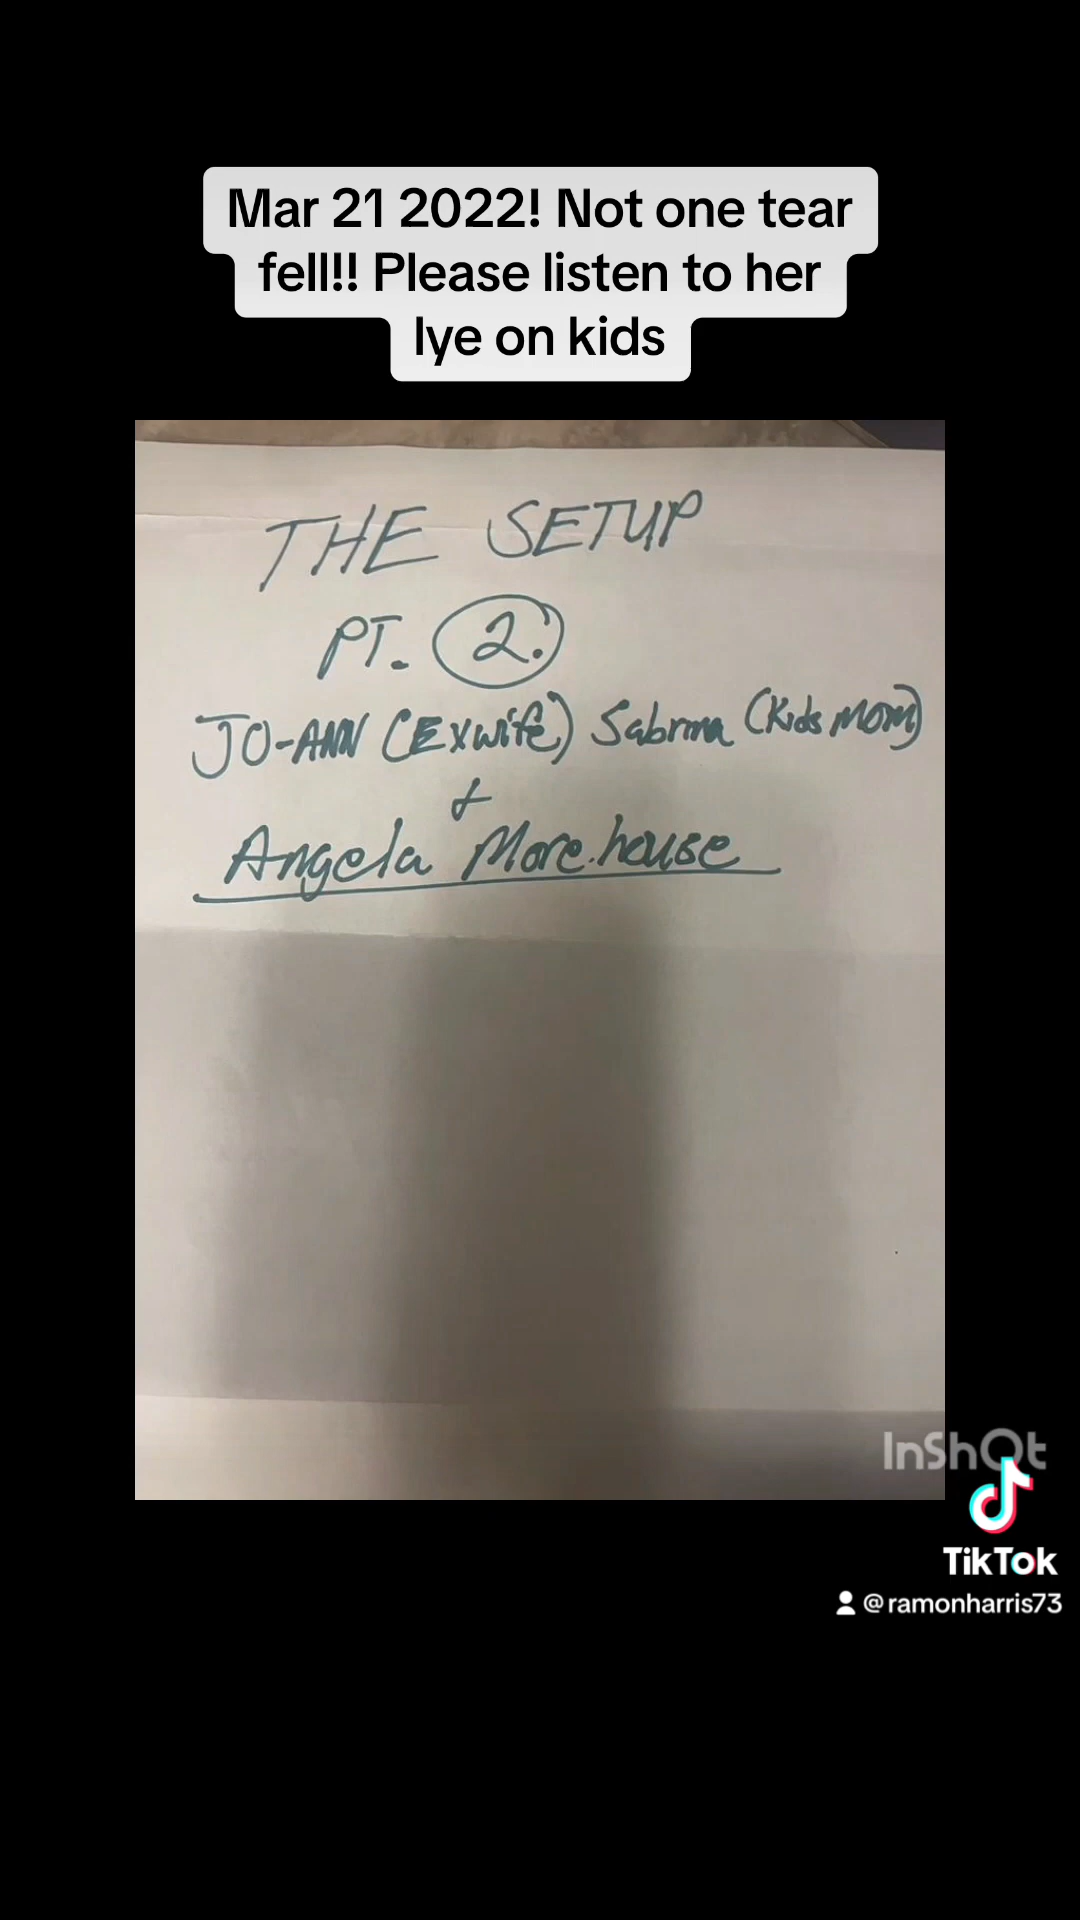 Mar 21 2022! Not one tear
fell!! Please listen to her
lye on kids
THE SETUP
PT. 2.
JO-ANN (Exwife) Sabrina (Kids Mom)
&
Angela Morehouse
InShOt
TikTok
@ramonharris73